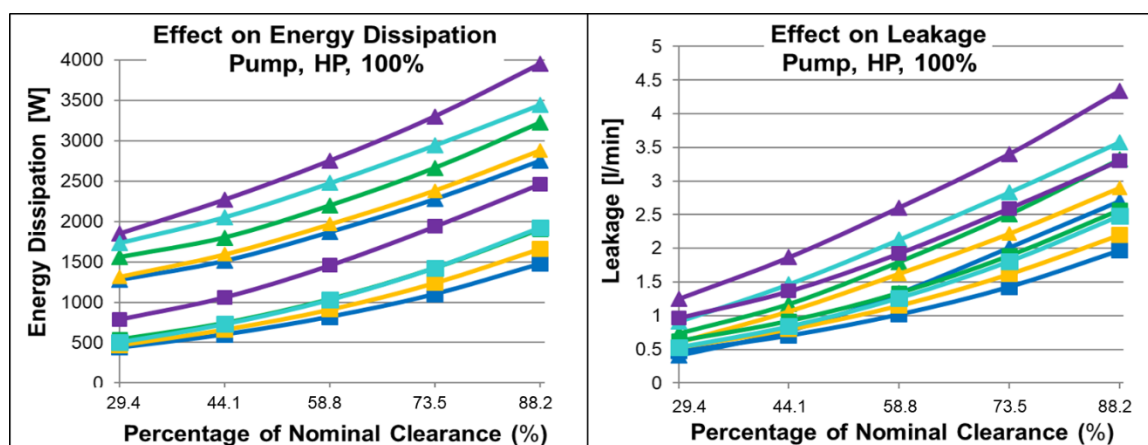 Effect on Energy Dissipation
Pump, HP, 100%
Energy Dissipation [W]
4000
3500
3000
2500
2000
1500
1000
500
0
29.4 44.1 58.8 73.5 88.2
Percentage of Nominal Clearance (%)
Effect on Leakage
Pump, HP, 100%
Leakage [l/min]
5
4.5
4
3.5
3
2.5
2
1.5
1
0.5
0
29.4 44.1 58.8 73.5 88.2
Percentage of Nominal Clearance (%)